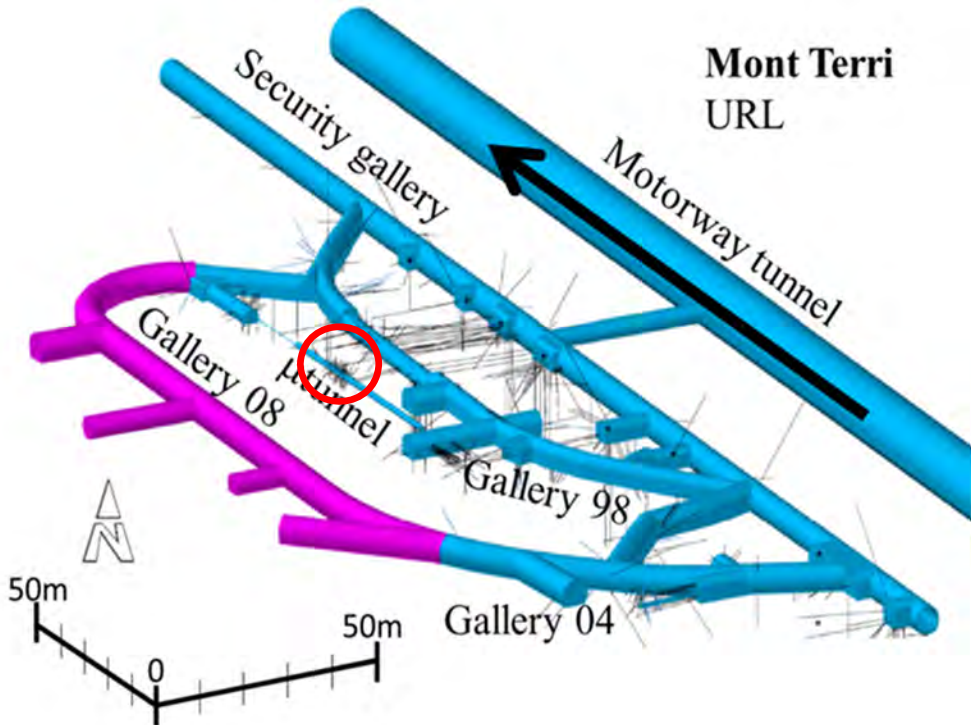 Mont Terri
URL
Security gallery
Motorway tunnel
Gallery 08
μtunnel
Gallery 98
Gallery 04
N
50m
0
50m